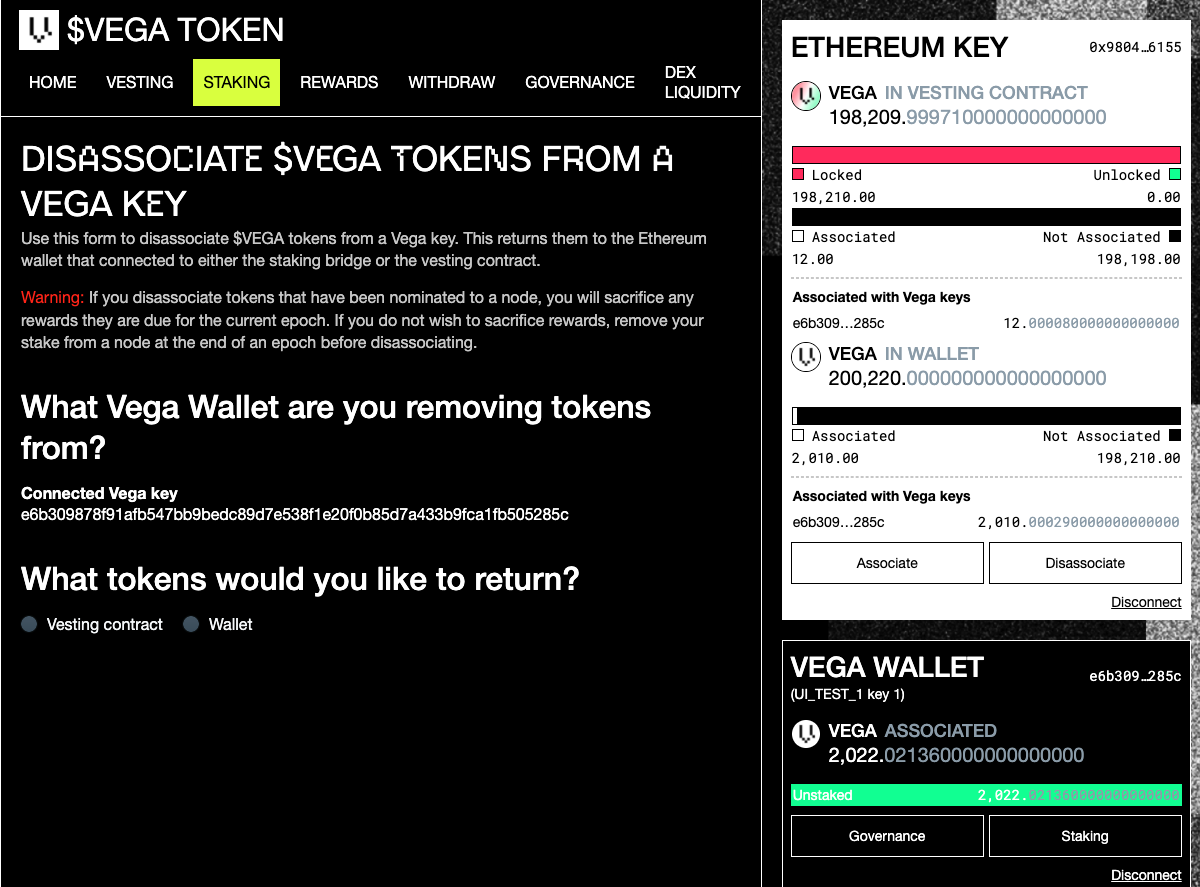 $VEGA TOKEN
HOME VESTING STAKING REWARDS WITHDRAW GOVERNANCE DEX LIQUIDITY
DISASSOCIATE $VEGA TOKENS FROM A
VEGA KEY
Use this form to disassociate $VEGA tokens from a Vega key. This returns them to the Ethereum
wallet that connected to either the staking bridge or the vesting contract.
Warning: If you disassociate tokens that have been nominated to a node, you will sacrifice any
rewards they are due for the current epoch. If you do not wish to sacrifice rewards, remove your
stake from a node at the end of an epoch before disassociating.
What Vega Wallet are you removing tokens
from?
Connected Vega key
e6b309878f91afb547bb9bedc89d7e538f1e20f0b85d7a433b9fca1fb505285c
What tokens would you like to return?
Vesting contract Wallet
ETHEREUM KEY 0x9804…6155
VEGA IN VESTING CONTRACT
198,209.999710000000000000
Locked Unlocked
198,210.00 0.00
Associated Not Associated
12.00 198,198.00
Associated with Vega keys
e6b309…285c 12.000080000000000000
VEGA IN WALLET
200,220.000000000000000000
Associated Not Associated
2,010.00 198,210.00
Associated with Vega keys
e6b309…285c 2,010.000290000000000000
Associate Disassociate
Disconnect
VEGA WALLET e6b309…285c
(UI_TEST_1 key 1)
VEGA ASSOCIATED
2,022.021360000000000000
Unstaked 2,022.021360000000000000
Governance Staking
Disconnect